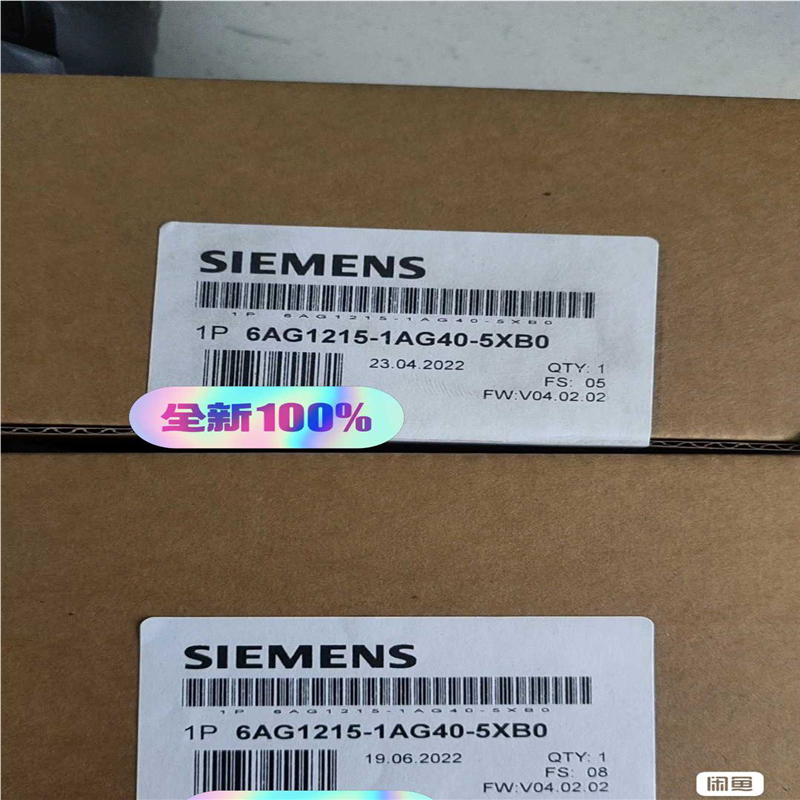 SIEMENS
1P 6AG1215-1AG40-5XB0
1P 6AG1215-1AG40-5XB0
23.04.2022 QTY: 1
FS: 05
FW:V04.02.02
全新100%
SIEMENS
1P 6AG1215-1AG40-5XB0
1P 6AG1215-1AG40-5XB0
19.06.2022 QTY: 1
FS: 08
FW:V04.02.02
闲鱼